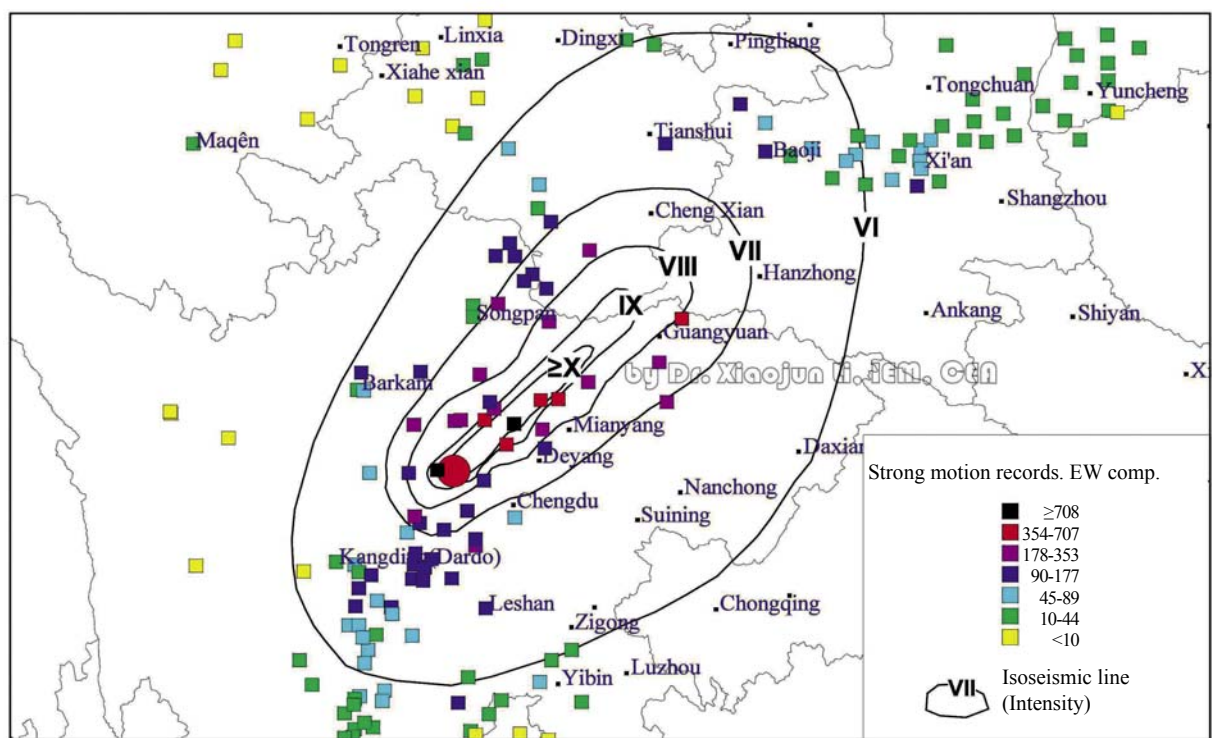 Linxia
Tongren
Dingxi
Pingliang
Xiahe xian
Tongchuan
Yuncheng
Maqên
Tianshui
Baoji
Xi'an
Shangzhou
Cheng Xian
VI
VII
Hanzhong
VIII
IX
Songpan
Ankang
Shiyan
Guangyuan
≥X
by Dr. Xiaojun Li, IEM, CEA
Barkam
Mianyang
Deyang
Daxian
Nanchong
Chengdu
Suining
Leshan
Chongqing
Zigong
Luzhou
Yibin
Strong motion records. EW comp.
≥708
354-707
178-353
90-177
45-89
10-44
<10
VII
Isoseismic line
(Intensity)